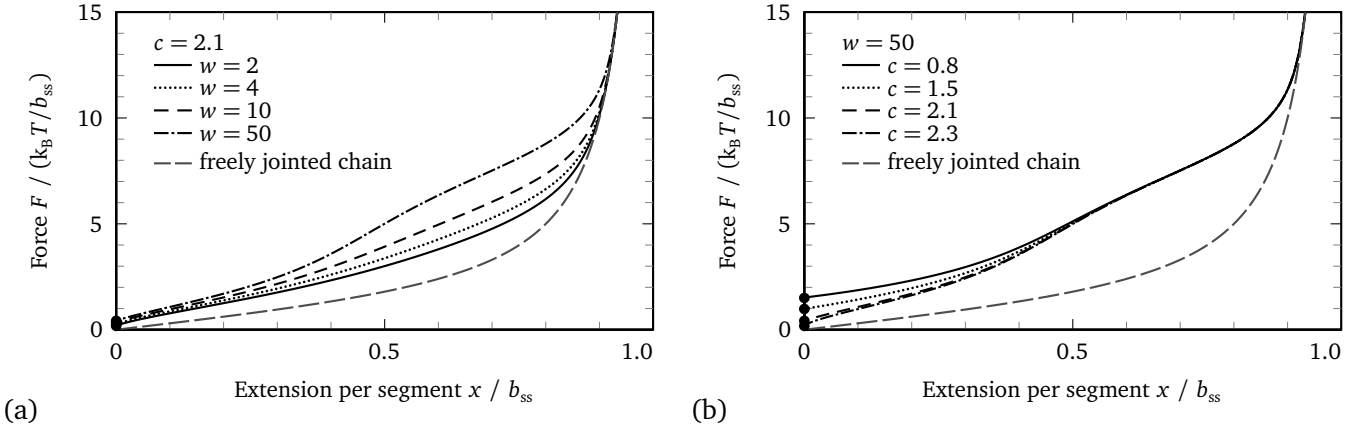 15
10
5
0
Force F / (k_B T/b_ss)
c = 2.1
w = 2
w = 4
w = 10
w = 50
freely jointed chain
0
0.5
1.0
Extension per segment x / b_ss
(a)
15
10
5
0
Force F / (k_B T/b_ss)
w = 50
c = 0.8
c = 1.5
c = 2.1
c = 2.3
freely jointed chain
0
0.5
1.0
Extension per segment x / b_ss
(b)